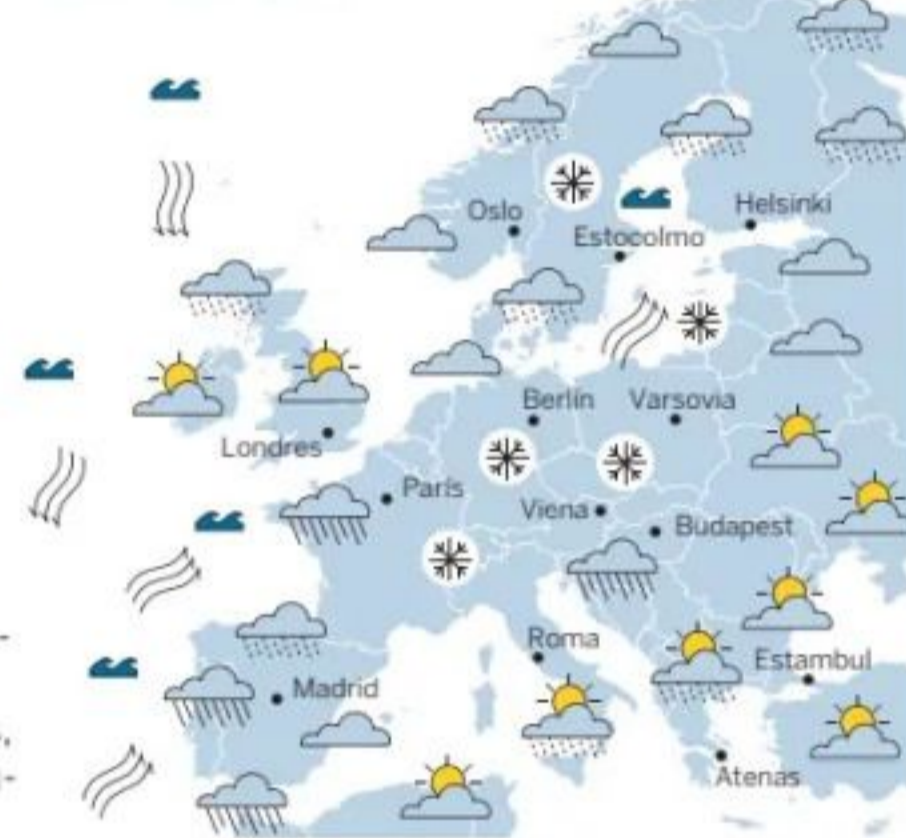 Oslo
Helsinki
Estocolmo
Berlín
Varsovia
Londres
París
Viena
Budapest
Roma
Estambul
Madrid
Atenas